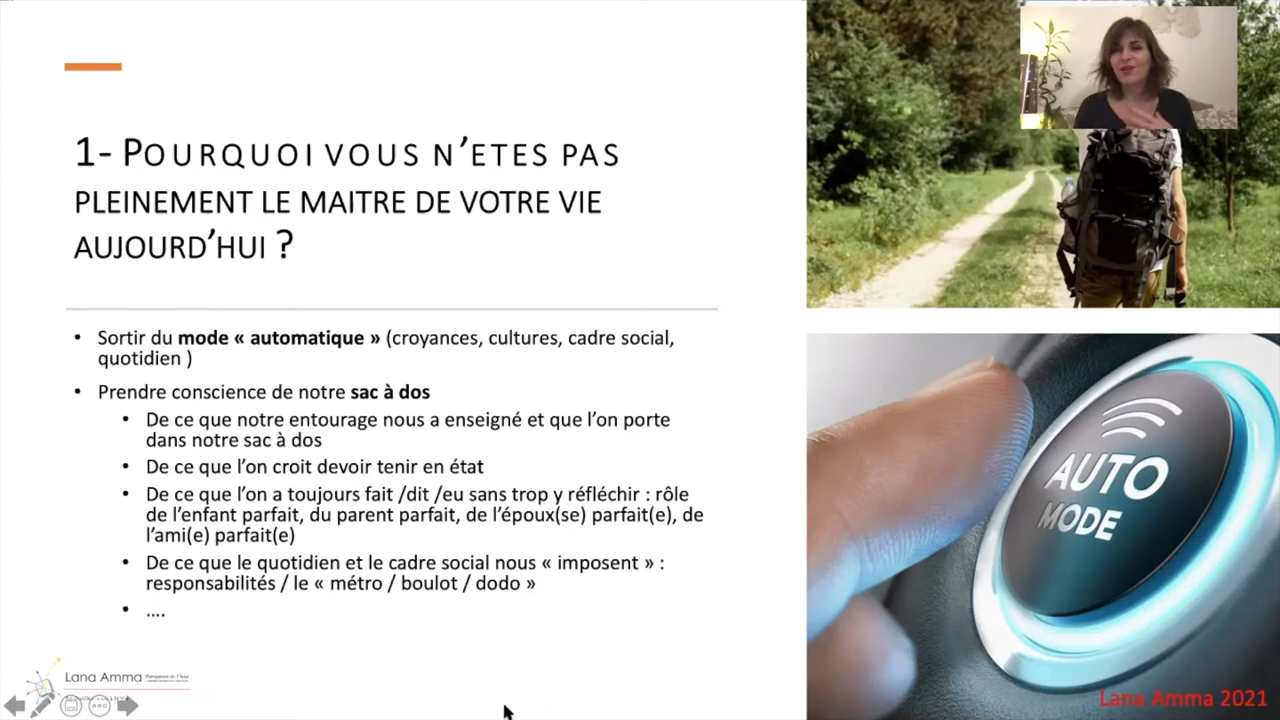 1- POURQUOI VOUS N’ETES PAS
PLEINEMENT LE MAITRE DE VOTRE VIE
AUJOURD’HUI ?
• Sortir du mode « automatique » (croyances, cultures, cadre social,
quotidien )
• Prendre conscience de notre sac à dos
• De ce que notre entourage nous a enseigné et que l’on porte
dans notre sac à dos
• De ce que l’on croit devoir tenir en état
• De ce que l’on a toujours fait /dit /eu sans trop y réfléchir : rôle
de l’enfant parfait, du parent parfait, de l’époux(se) parfait(e), de
l’ami(e) parfait(e)
• De ce que le quotidien et le cadre social nous « imposent » :
responsabilités / le « métro / boulot / dodo »
• ....
AUTO
MODE
Lana Amma
Lana Amma 2021